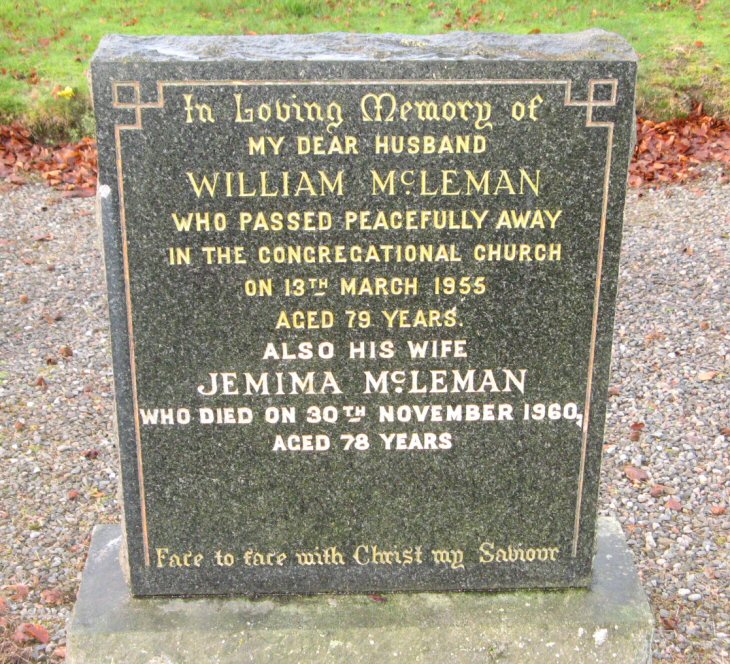 In Loving Memory of
MY DEAR HUSBAND
WILLIAM McLEMAN
WHO PASSED PEACEFULLY AWAY
IN THE CONGREGATIONAL CHURCH
ON 13TH MARCH 1955
AGED 79 YEARS.
ALSO HIS WIFE
JEMIMA McLEMAN
WHO DIED ON 30TH NOVEMBER 1960,
AGED 78 YEARS
Face to face with Christ my Saviour